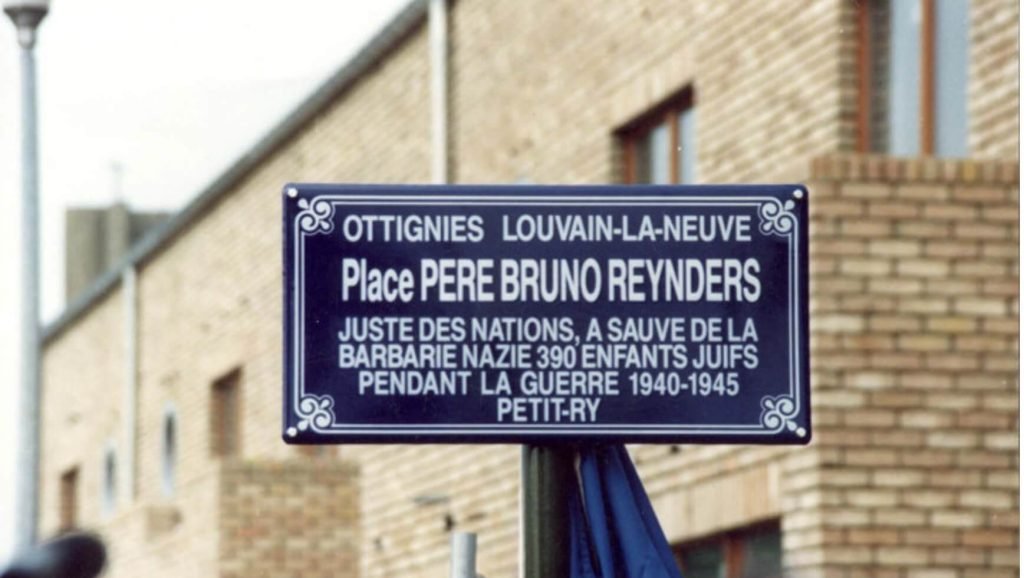 OTTIGNIES LOUVAIN-LA-NEUVE
Place PERE BRUNO REYNDERS
JUSTE DES NATIONS, A SAUVE DE LA
BARBARIE NAZIE 390 ENFANTS JUIFS
PENDANT LA GUERRE 1940-1945
PETIT-RY